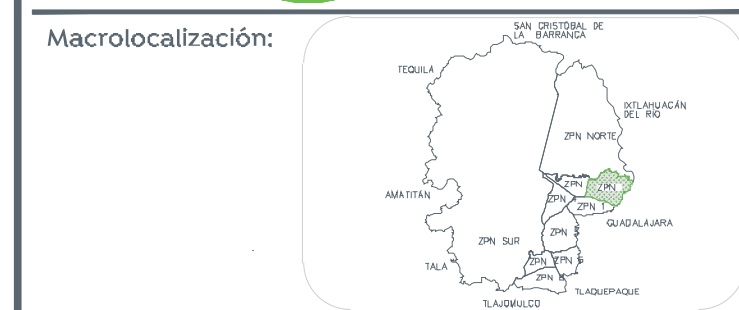 Macrolocalización:
SAN CRISTÓBAL DE
LA BARRANCA
TEQUILA
IXTLAHUACÁN
DEL RÍO
ZPN NORTE
ZPN
ZPN
AMATITÁN
ZPN
ZPN 1
GUADALAJARA
ZPN
ZPN SUR
ZPN
ZPN
TALA
ZPN
TLAQUEPAQUE
TLAJOMULCO